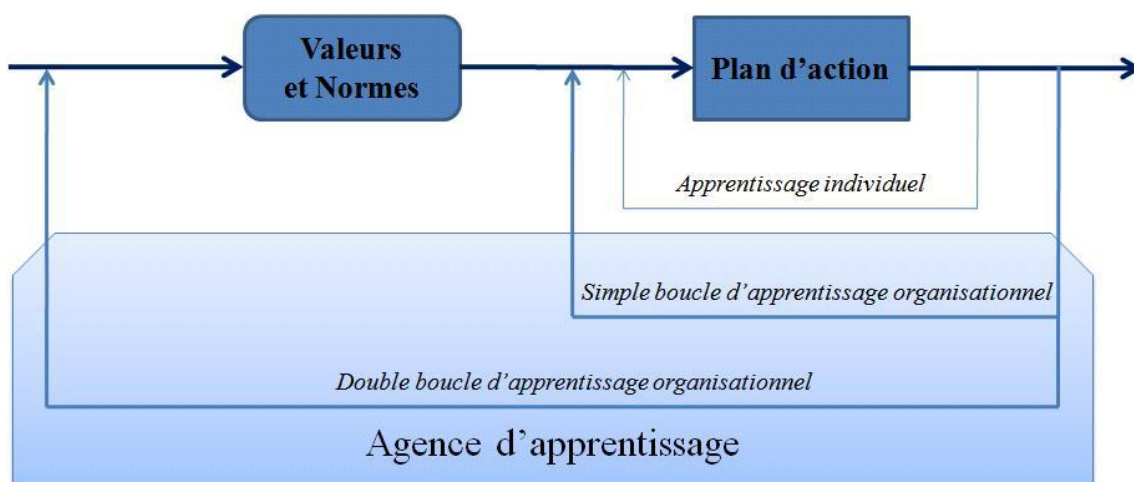 Valeurs
et Normes
Plan d’action
Apprentissage individuel
Simple boucle d’apprentissage organisationnel
Double boucle d’apprentissage organisationnel
Agence d’apprentissage